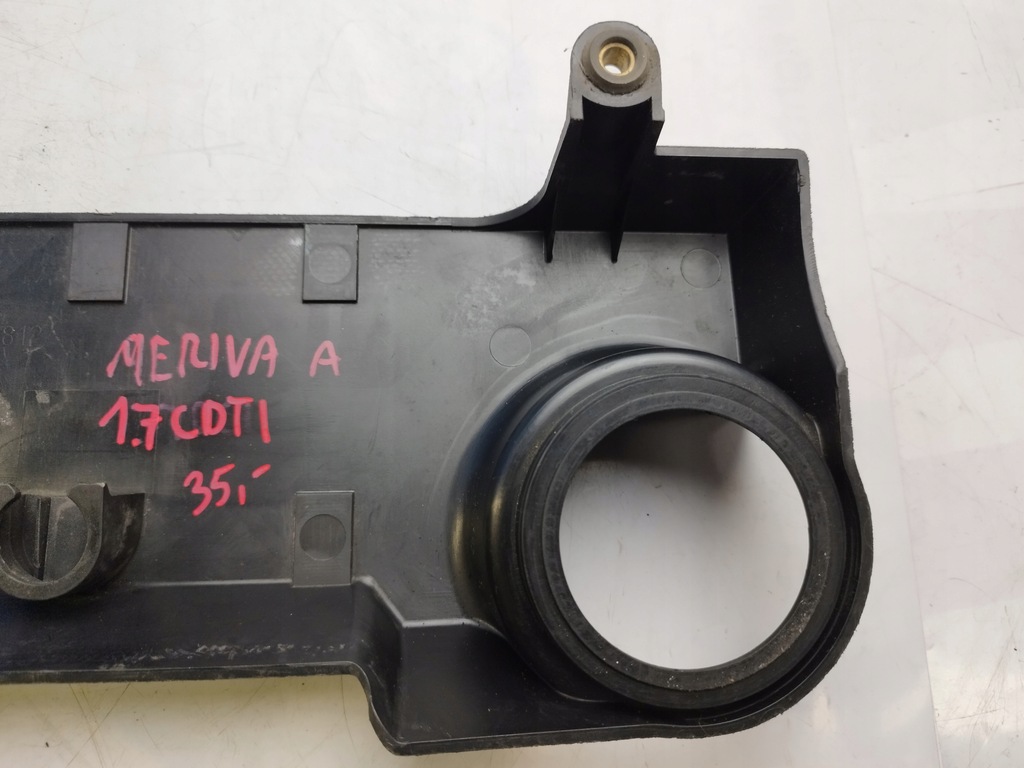 MERIVA A
1.7CDTI
35,-